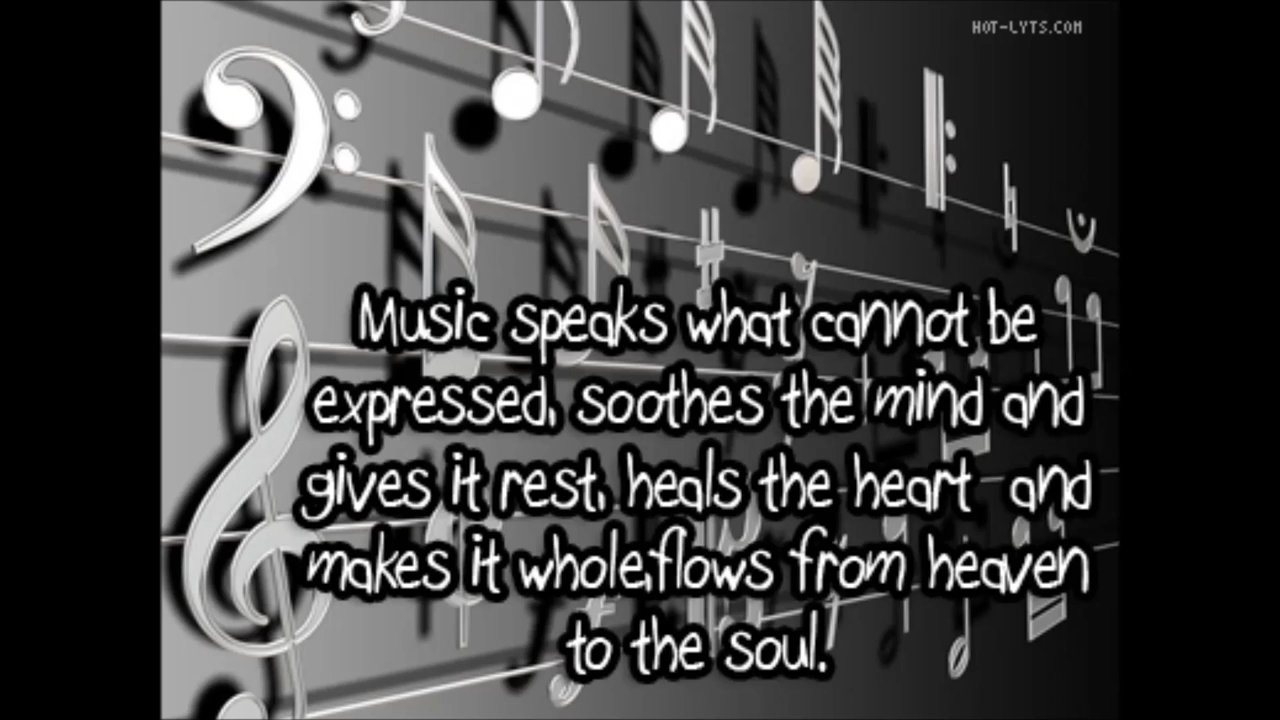 HOT-LYTS.COM
Music speaks what cannot be
expressed, soothes the mind and
gives it rest, heals the heart and
makes it whole,flows from heaven
to the soul.